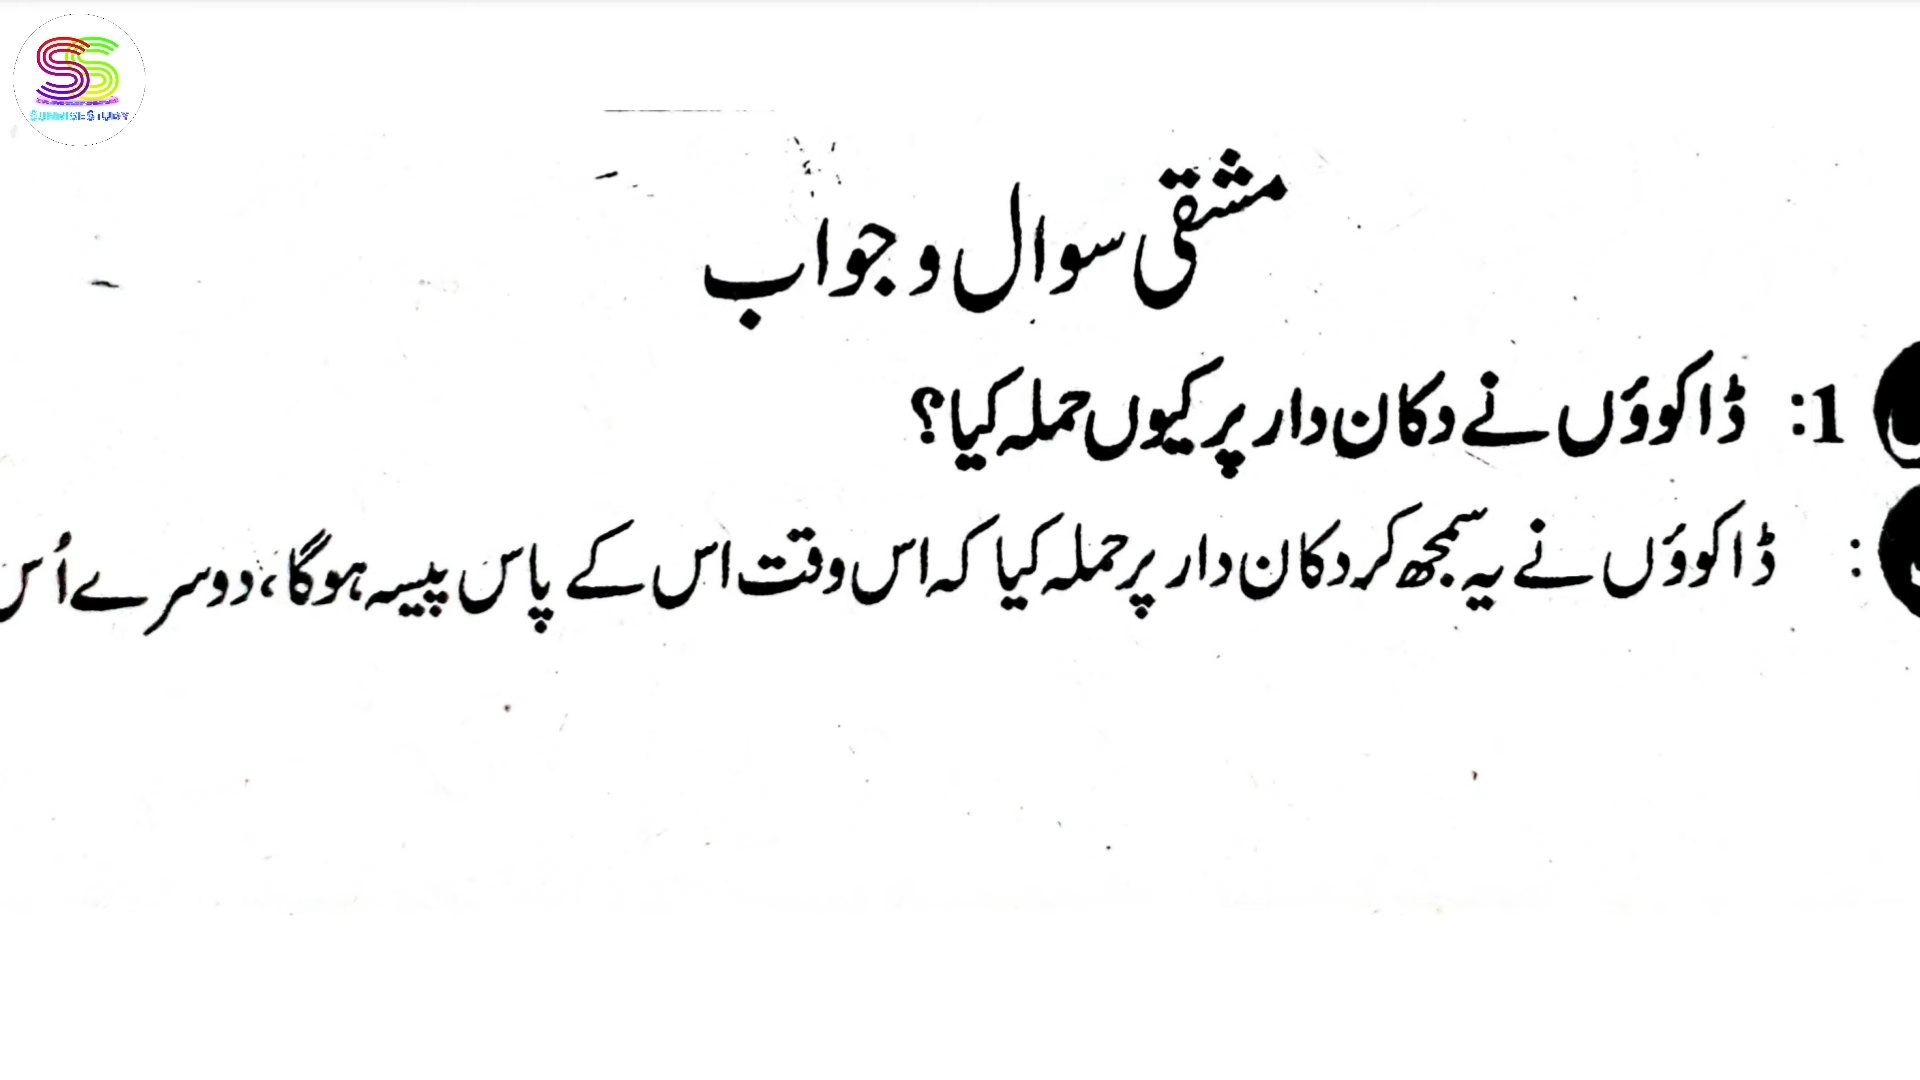 SUNRISESTUDY
مشقی سوال و جواب
1: ڈاکوؤں نے دکان دار پر کیوں حملہ کیا؟
: ڈاکوؤں نے یہ سمجھ کر دکان دار پر حملہ کیا کہ اس وقت اس کے پاس پیسہ ہوگا، دوسرے اُس